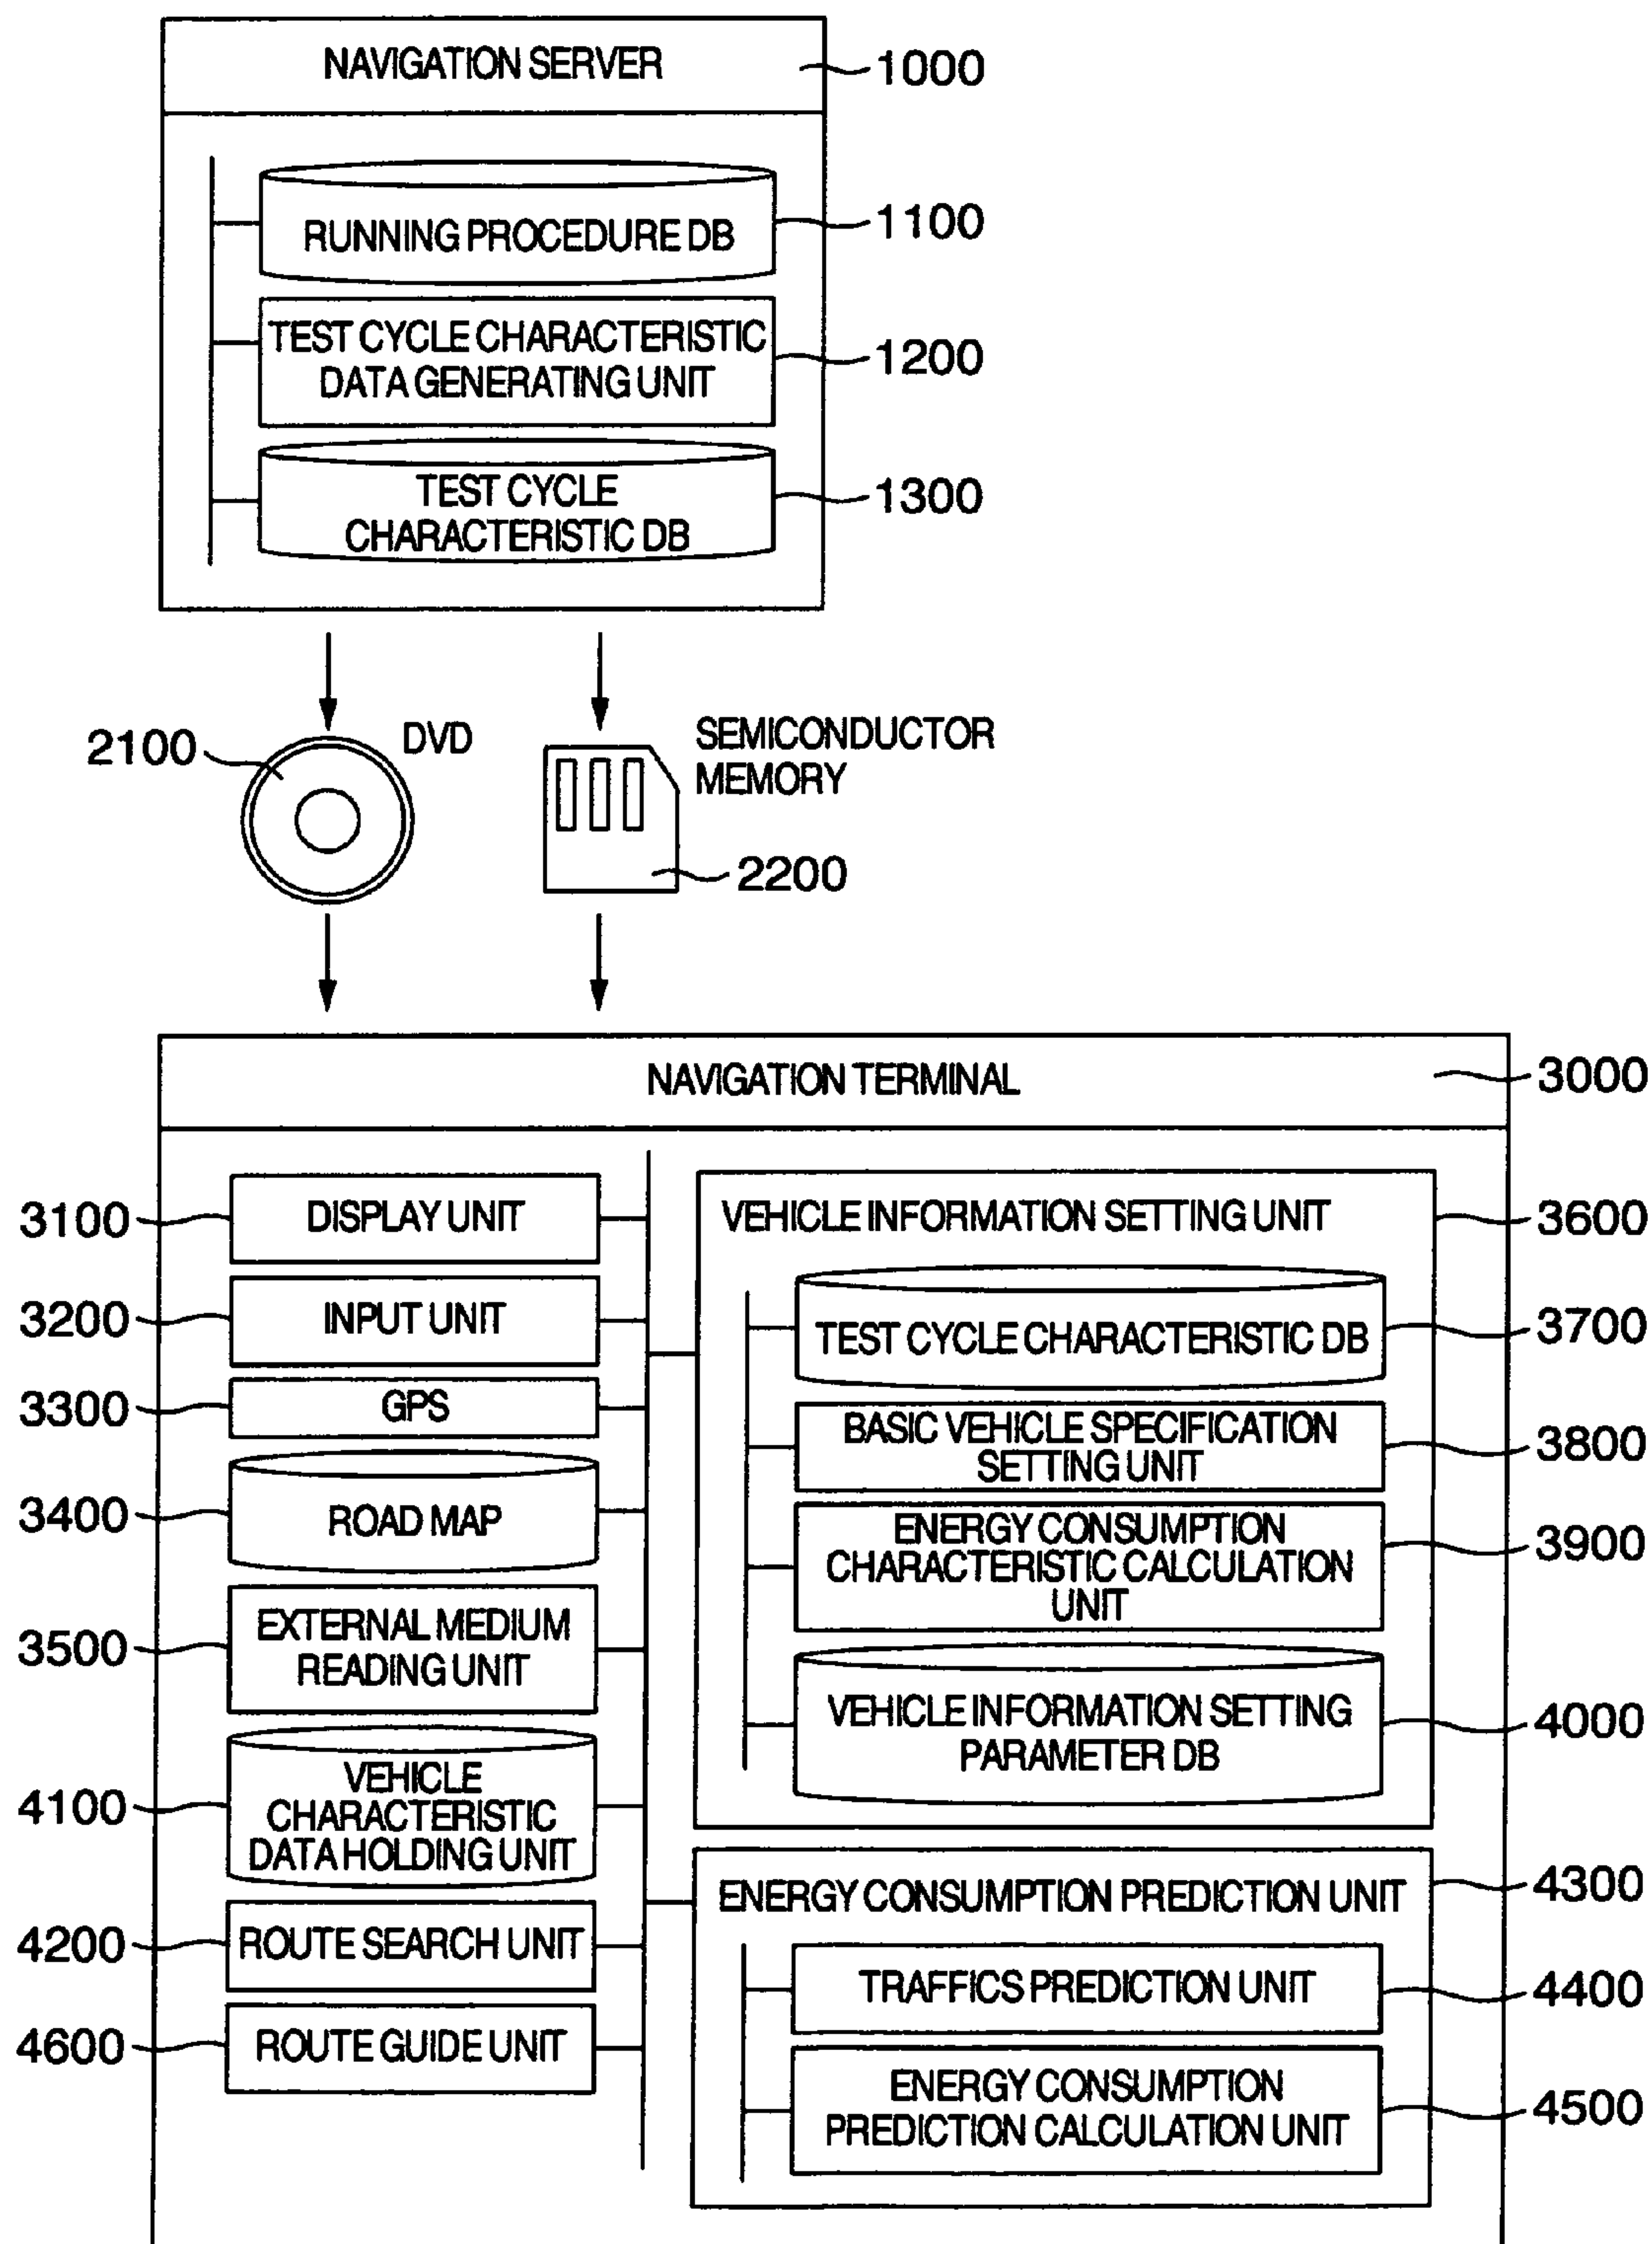 NAVIGATION SERVER
1000
RUNNING PROCEDURE DB
1100
TEST CYCLE CHARACTERISTIC
DATA GENERATING UNIT
1200
TEST CYCLE
CHARACTERISTIC DB
1300
2100
DVD
SEMICONDUCTOR
MEMORY
2200
NAVIGATION TERMINAL
3000
3100
DISPLAY UNIT
3200
INPUT UNIT
3300
GPS
3400
ROAD MAP
3500
EXTERNAL MEDIUM
READING UNIT
4100
VEHICLE
CHARACTERISTIC
DATA HOLDING UNIT
4200
ROUTE SEARCH UNIT
4600
ROUTE GUIDE UNIT
VEHICLE INFORMATION SETTING UNIT
3600
TEST CYCLE CHARACTERISTIC DB
3700
BASIC VEHICLE SPECIFICATION
SETTING UNIT
3800
ENERGY CONSUMPTION
CHARACTERISTIC CALCULATION
UNIT
3900
VEHICLE INFORMATION SETTING
PARAMETER DB
4000
ENERGY CONSUMPTION PREDICTION UNIT
4300
TRAFFICS PREDICTION UNIT
4400
ENERGY CONSUMPTION
PREDICTION CALCULATION UNIT
4500